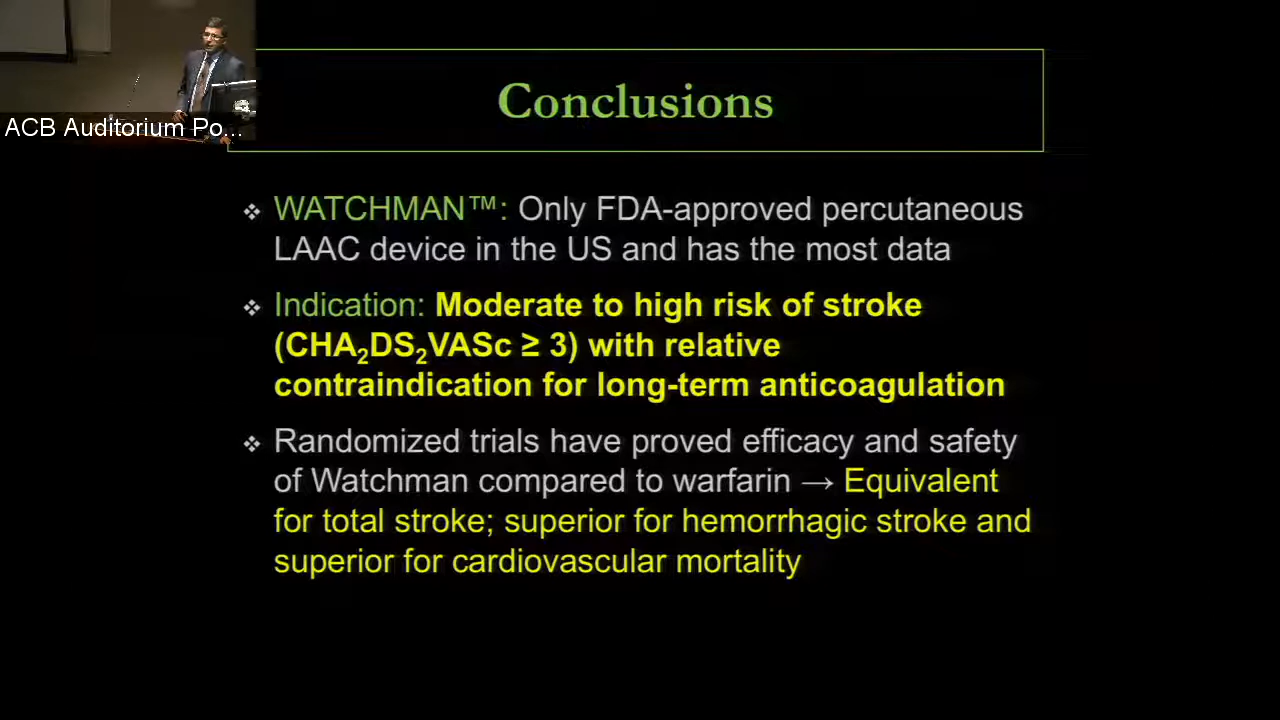 Conclusions
ACB Auditorium Po...
❖ WATCHMAN™: Only FDA-approved percutaneous
LAAC device in the US and has the most data
❖ Indication: Moderate to high risk of stroke
(CHA₂DS₂VASc ≥ 3) with relative
contraindication for long-term anticoagulation
❖ Randomized trials have proved efficacy and safety
of Watchman compared to warfarin → Equivalent
for total stroke; superior for hemorrhagic stroke and
superior for cardiovascular mortality